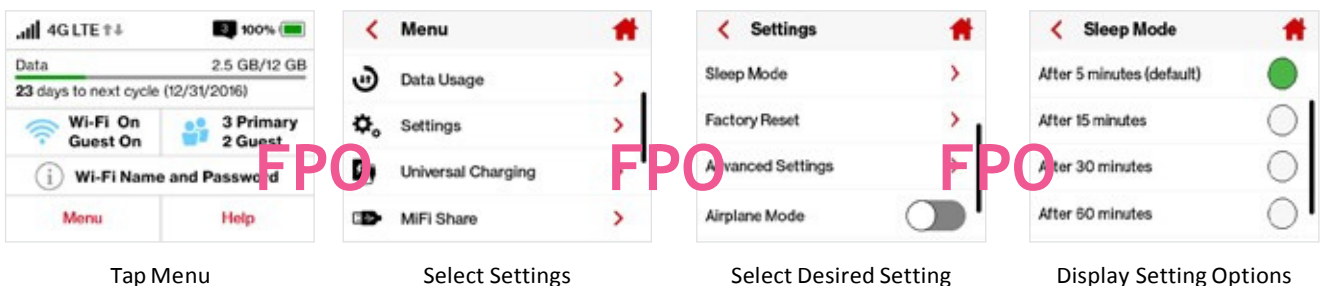 4G LTE 3 100%
Data 2.5 GB/12 GB
23 days to next cycle (12/31/2016)
Wi-Fi On
Guest On
3 Primary
2 Guest
i Wi-Fi Name and Password
Menu Help
Tap Menu
Menu
Data Usage
Settings
Universal Charging
MiFi Share
Select Settings
Settings
Sleep Mode
Factory Reset
Advanced Settings
Airplane Mode
Select Desired Setting
Sleep Mode
After 5 minutes (default)
After 15 minutes
After 30 minutes
After 60 minutes
Display Setting Options
FPO FPO FPO